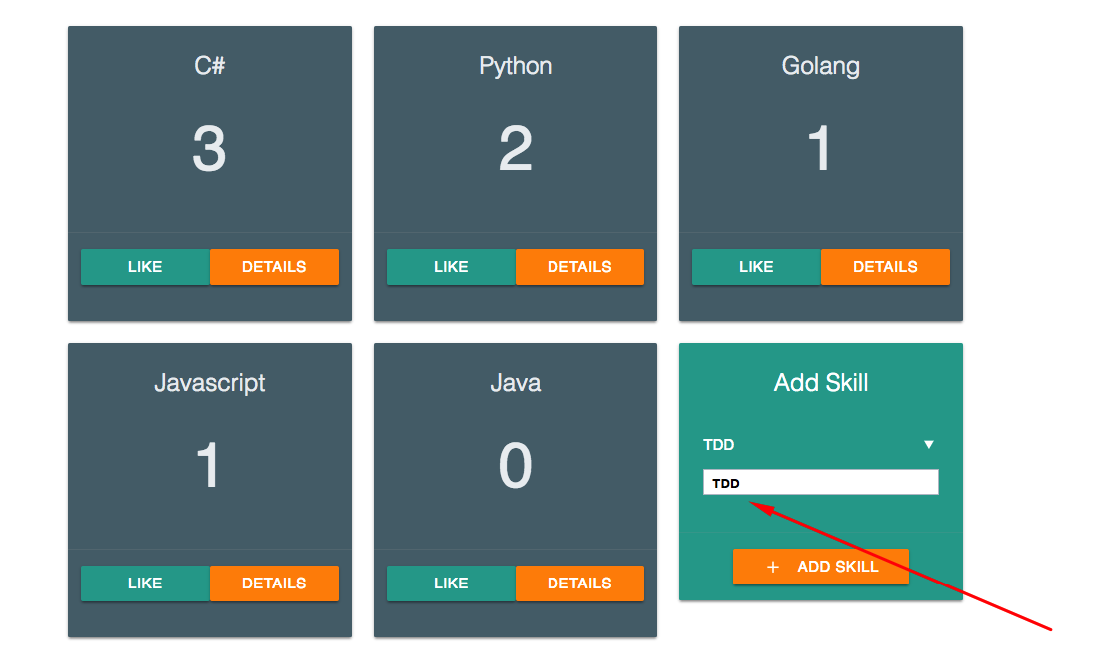 C#
3
LIKE DETAILS
Python
2
LIKE DETAILS
Golang
1
LIKE DETAILS
Javascript
1
LIKE DETAILS
Java
0
LIKE DETAILS
Add Skill
TDD
TDD
+ ADD SKILL